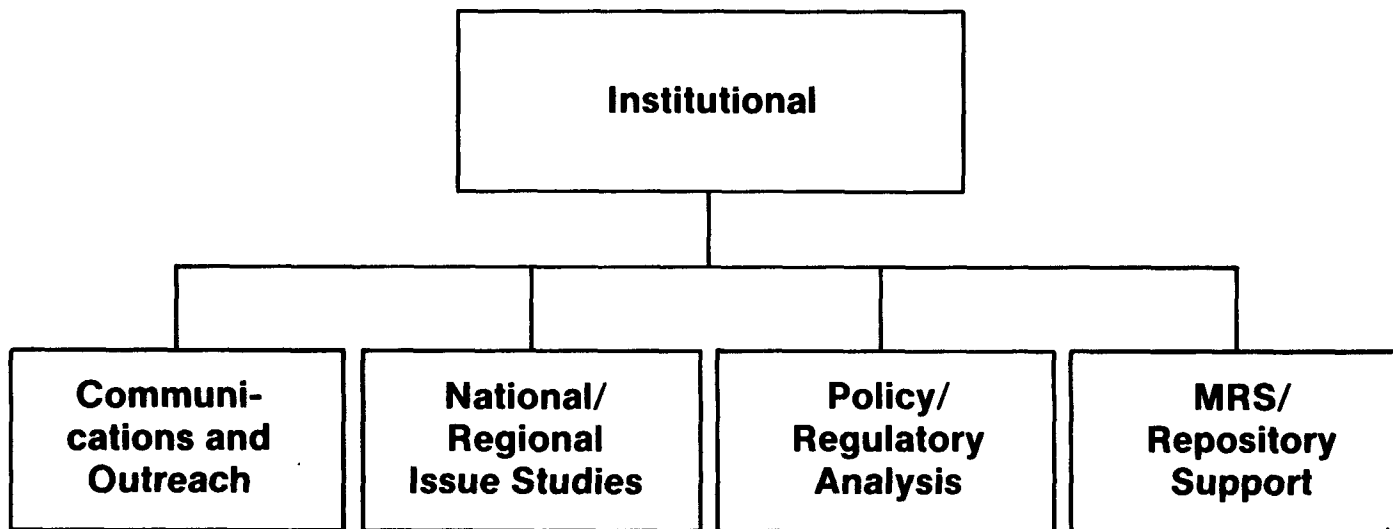 Institutional
Communi-
cations and
Outreach
National/
Regional
Issue Studies
Policy/
Regulatory
Analysis
MRS/
Repository
Support